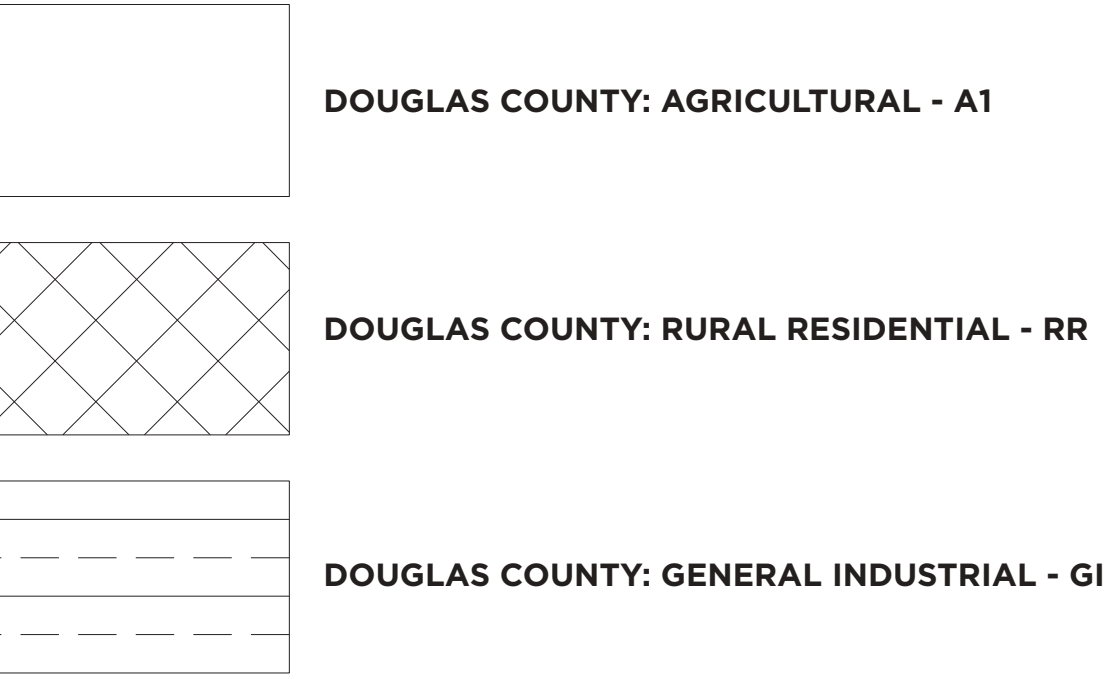 DOUGLAS COUNTY: AGRICULTURAL - A1
DOUGLAS COUNTY: RURAL RESIDENTIAL - RR
DOUGLAS COUNTY: GENERAL INDUSTRIAL - GI